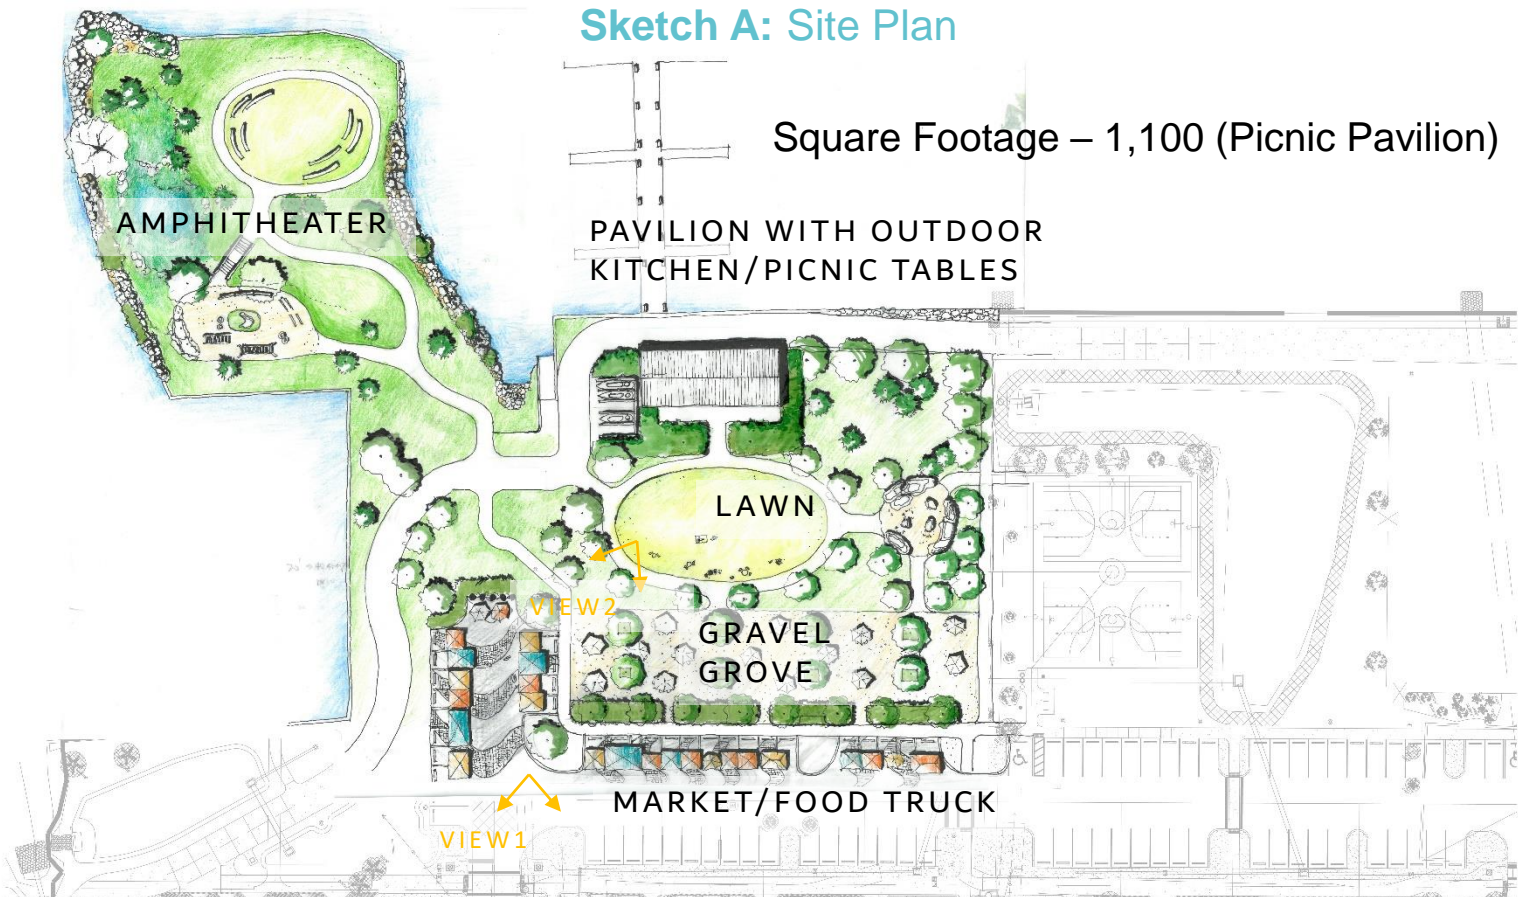 Sketch A: Site Plan
Square Footage – 1,100 (Picnic Pavilion)
AMPHITHEATER
PAVILION WITH OUTDOOR
KITCHEN/PICNIC TABLES
LAWN
VIEW2
GRAVEL
GROVE
MARKET/FOOD TRUCK
VIEW1